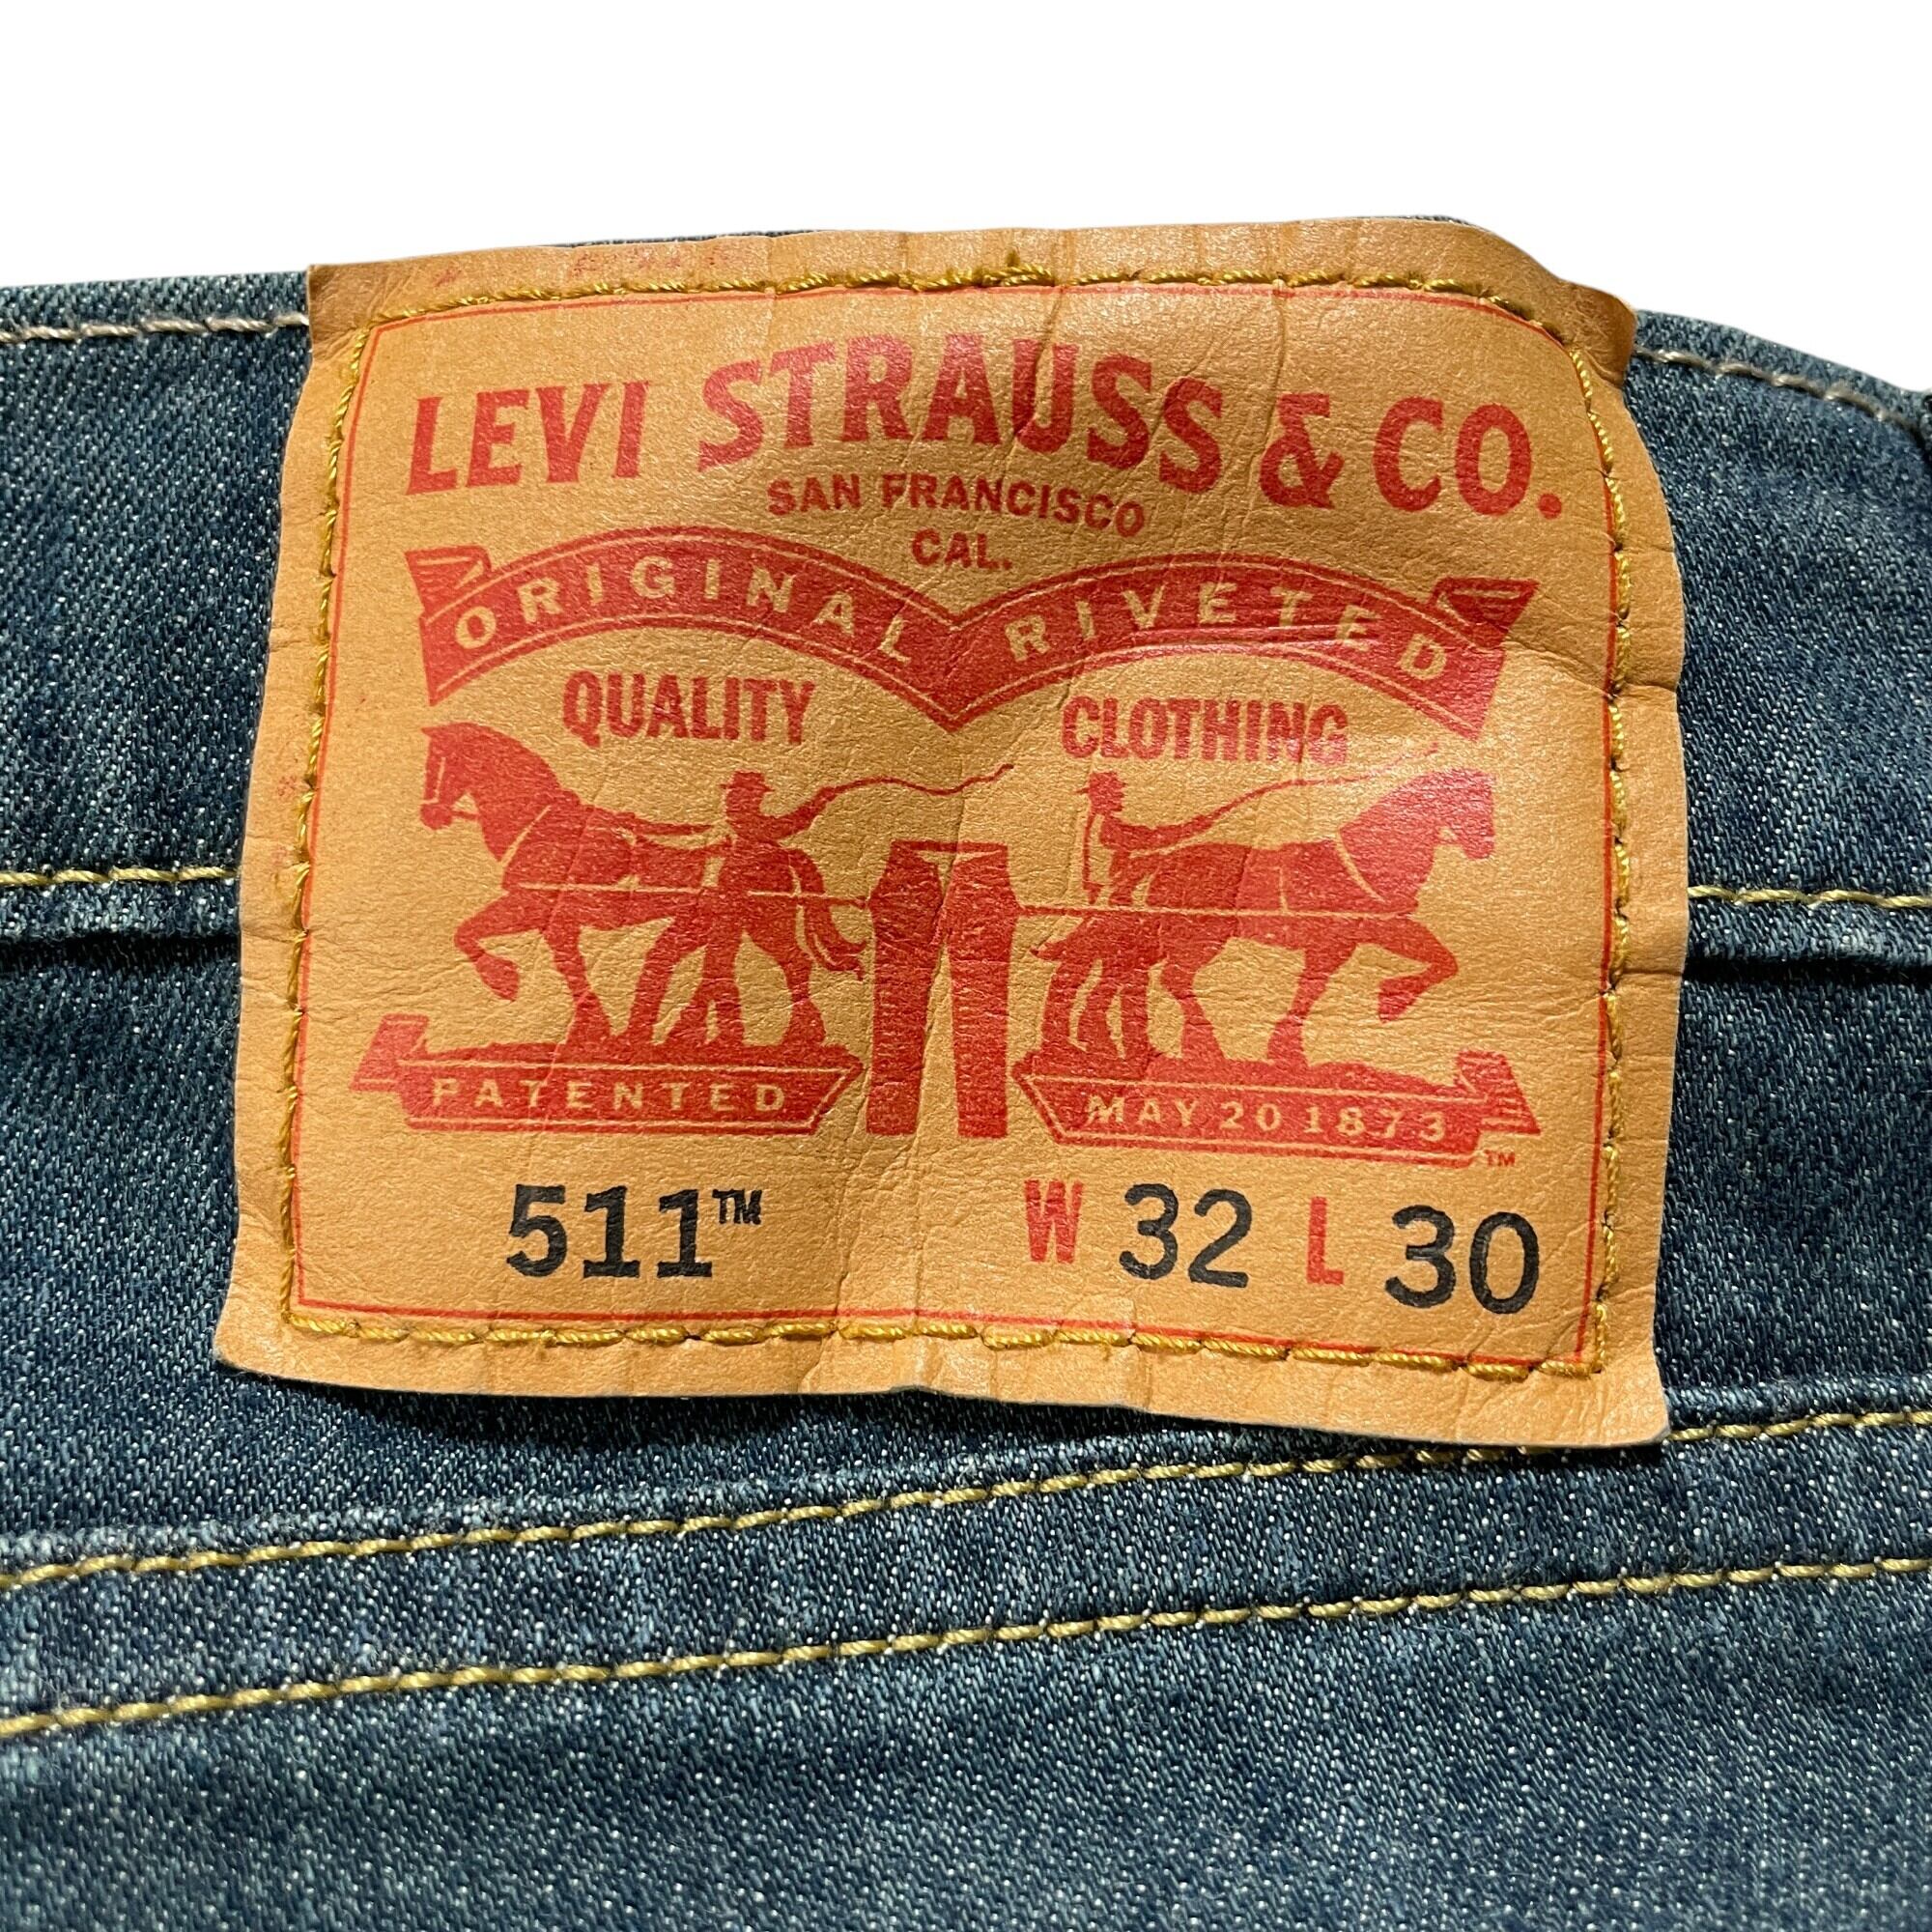 LEVI STRAUSS & CO.
SAN FRANCISCO
CAL.
ORIGINAL RIVETED
QUALITY CLOTHING
PATENTED MAY 20 1873 ™
511™ W 32 L 30